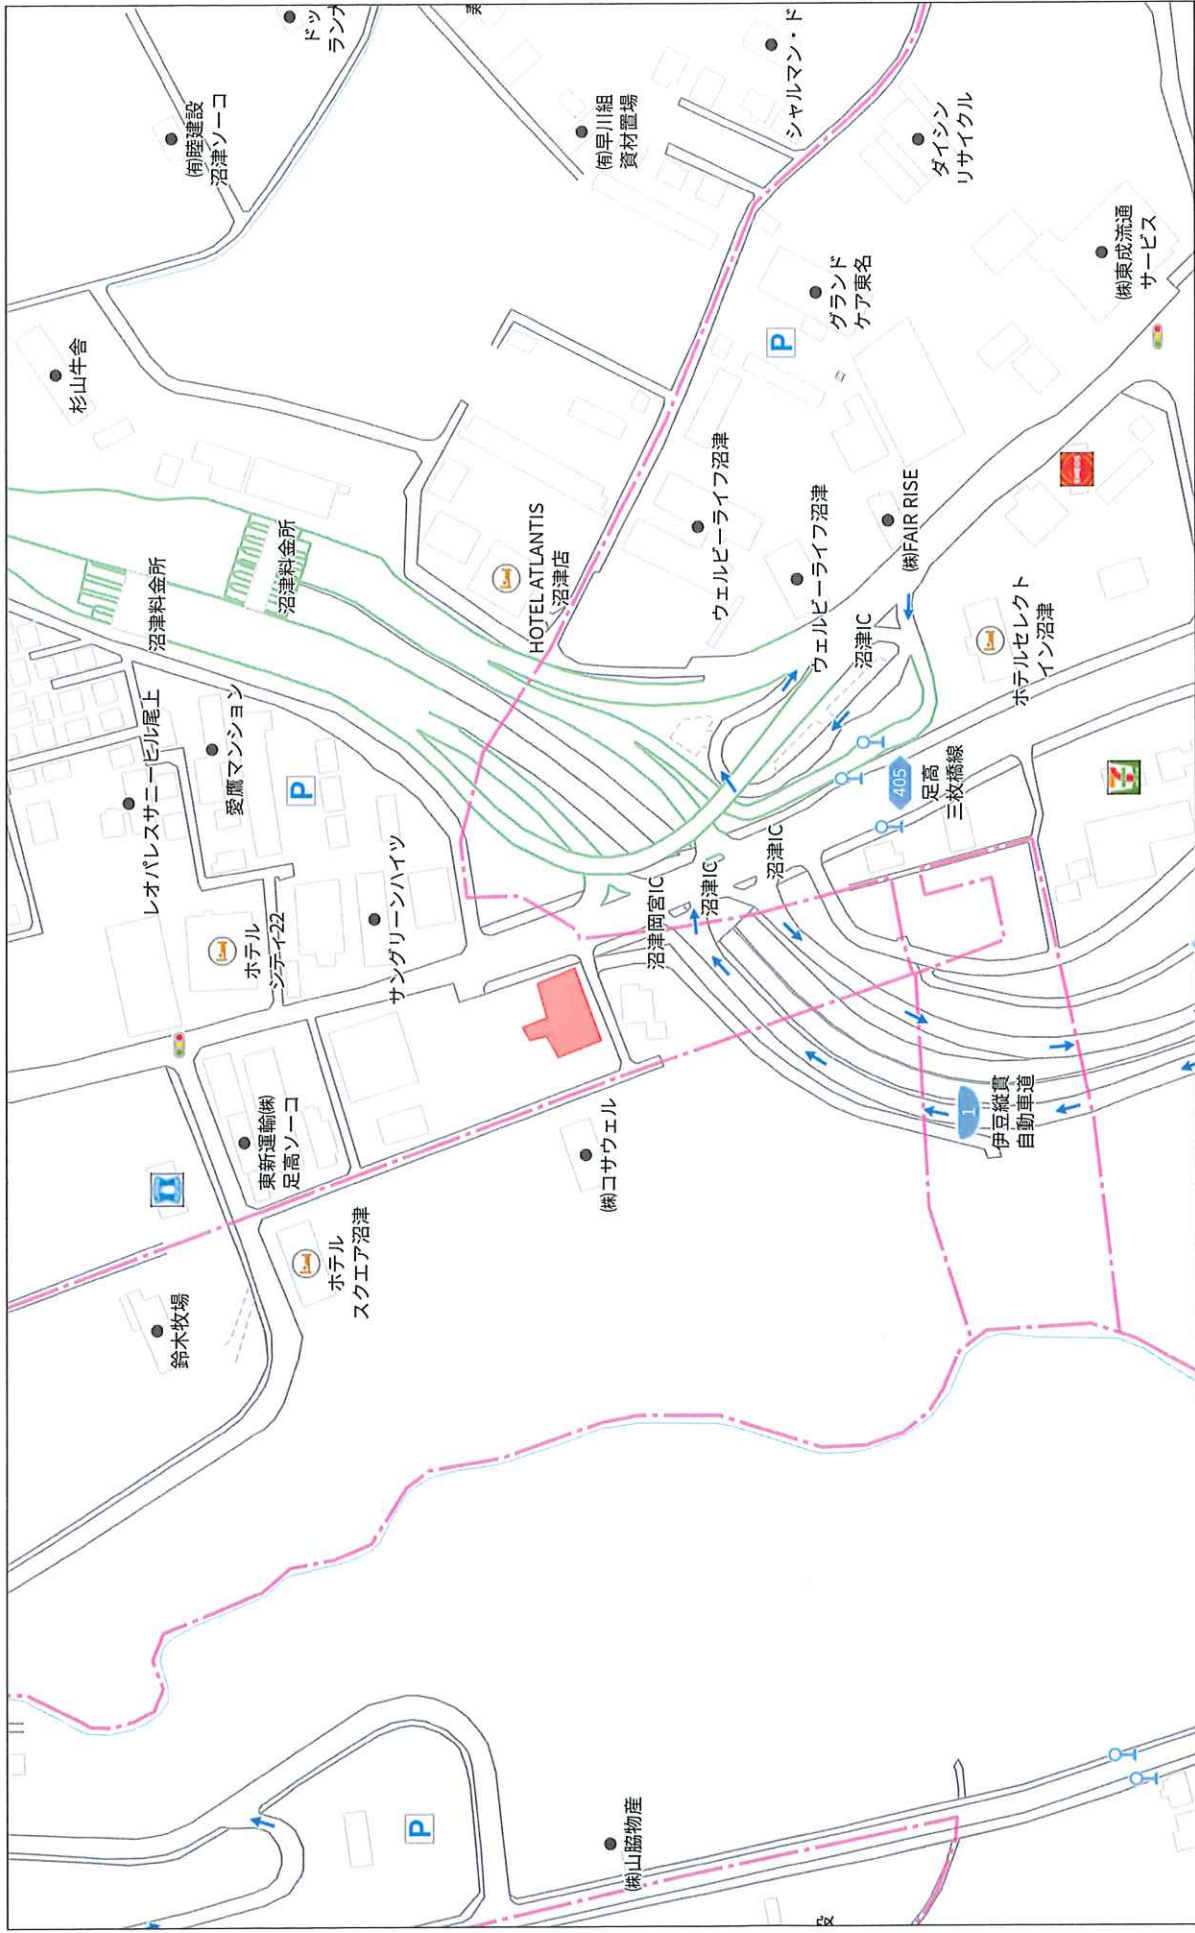 鈴木牧場
レオパレスサニーヒル尾上
杉山牛舎
(有)睦建設
沼津ソーコ
沼津料金所
愛鷹マンション
ホテル
シティ22
東新運輸㈱
足高ソーコ
沼津料金所
ドッ
ランナ
ホテル
スクエア沼津
サングリーンハイツ
HOTEL ATLANTIS
沼津店
㈱コサウェル
㈲早川組
資材置場
㈱山脇物産
沼津岡宮IC
沼津IC
ウェルビーライフ沼津
沼津IC
ウェルビーライフ沼津
シャルマン・ド
グランド
ケア東名
沼津IC
405
足高
三枚橋線
㈱FAIR RISE
ダイシン
リサイクル
1
伊豆縦貫
自動車道
ホテルセレクト
イン沼津
㈱東成流通
サービス
P
P
P